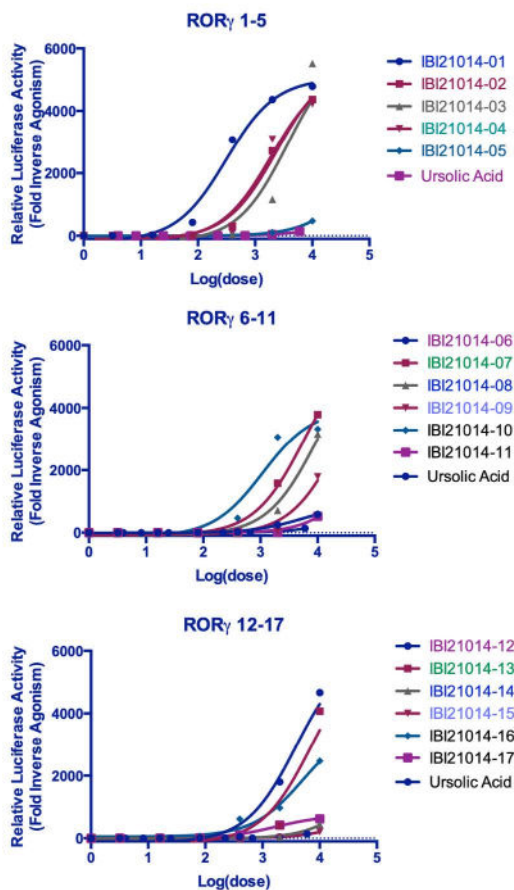 RORγ 1-5
Relative Luciferase Activity
(Fold Inverse Agonism)
6000
4000
2000
0
0
1
2
3
4
5
Log(dose)
IBI21014-01
IBI21014-02
IBI21014-03
IBI21014-04
IBI21014-05
Ursolic Acid
RORγ 6-11
Relative Luciferase Activity
(Fold Inverse Agonism)
6000
4000
2000
0
0
1
2
3
4
5
Log(dose)
IBI21014-06
IBI21014-07
IBI21014-08
IBI21014-09
IBI21014-10
IBI21014-11
Ursolic Acid
RORγ 12-17
Relative Luciferase Activity
(Fold Inverse Agonism)
6000
4000
2000
0
0
1
2
3
4
5
Log(dose)
IBI21014-12
IBI21014-13
IBI21014-14
IBI21014-15
IBI21014-16
IBI21014-17
Ursolic Acid